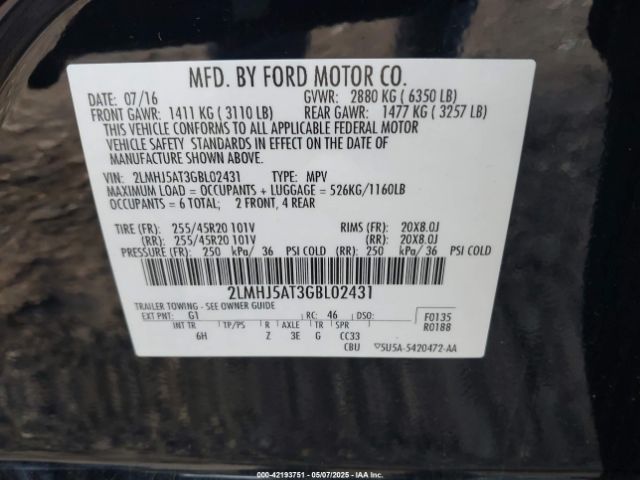 MFD. BY FORD MOTOR CO.
DATE: 07/16 GVWR: 2880 KG ( 6350 LB)
FRONT GAWR: 1411 KG ( 3110 LB) REAR GAWR: 1477 KG ( 3257 LB)
THIS VEHICLE CONFORMS TO ALL APPLICABLE FEDERAL MOTOR
VEHICLE SAFETY STANDARDS IN EFFECT ON THE DATE OF
MANUFACTURE SHOWN ABOVE.
VIN: 2LMHJ5AT3GBL02431 TYPE: MPV
MAXIMUM LOAD = OCCUPANTS + LUGGAGE = 526KG/1160LB
OCCUPANTS = 6 TOTAL; 2 FRONT, 4 REAR
TIRE (FR): 255/45R20 101V RIMS (FR): 20X8.0J
(RR): 255/45R20 101V (RR): 20X8.0J
PRESSURE (FR): 250 kPa/ 36 PSI COLD (RR): 250 kPa/ 36 PSI COLD
2LMHJ5AT3GBL02431
TRAILER TOWING - SEE OWNER GUIDE
EXT PNT: G1 RC: 46 DSO: F0135
INT TR TP/PS R AXLE TR SPR R0188
6H Z 3E G CC33
CBU ▽5U5A-5420472-AA
© IAA — 42193751 — 05/07/2025 — IAAI.COM